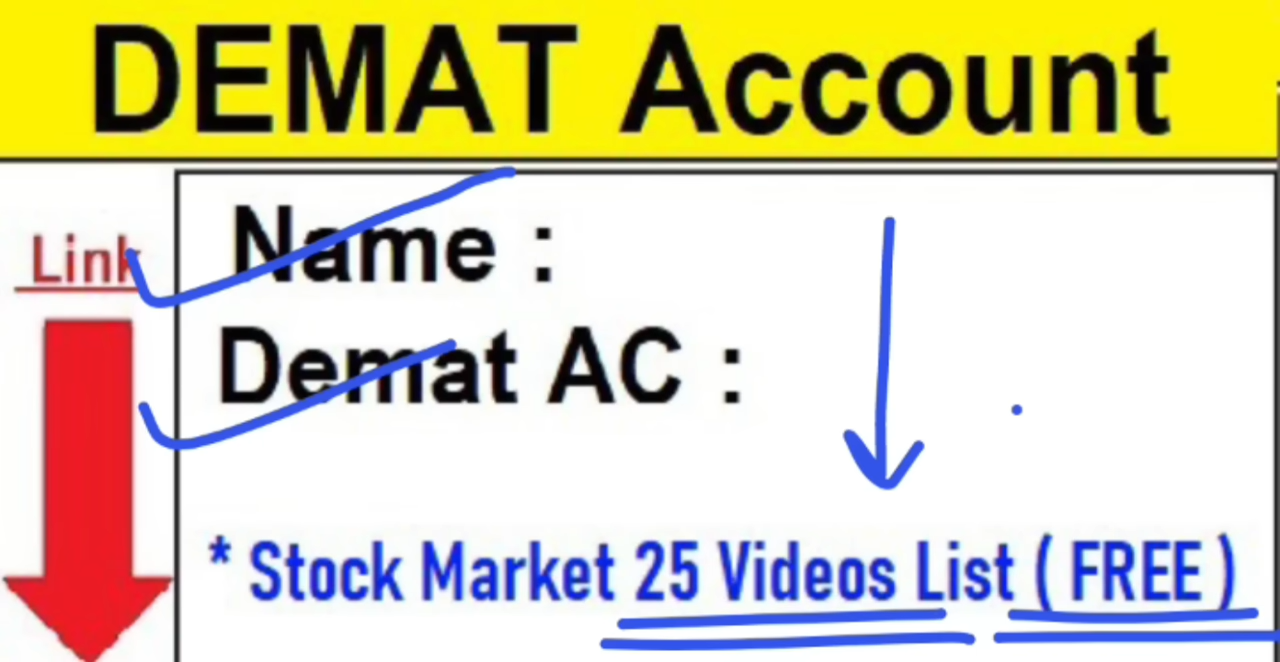 DEMAT Account
Link
Name :
Demat AC :
* Stock Market 25 Videos List ( FREE )